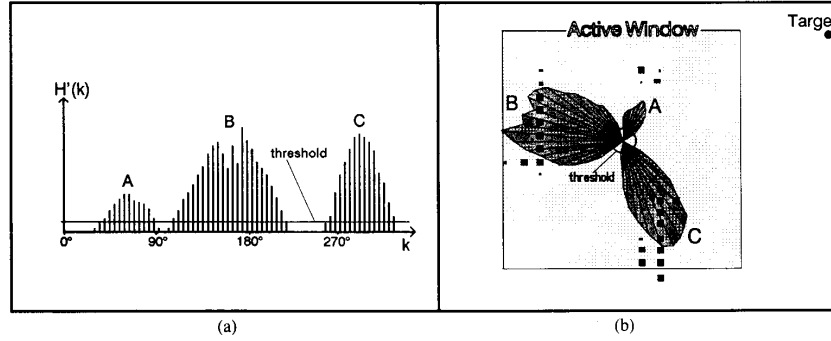 H'(k)
A
B
C
threshold
0°
90°
180°
270°
k
(a)
Active Window
Targe
B
A
threshold
C
(b)